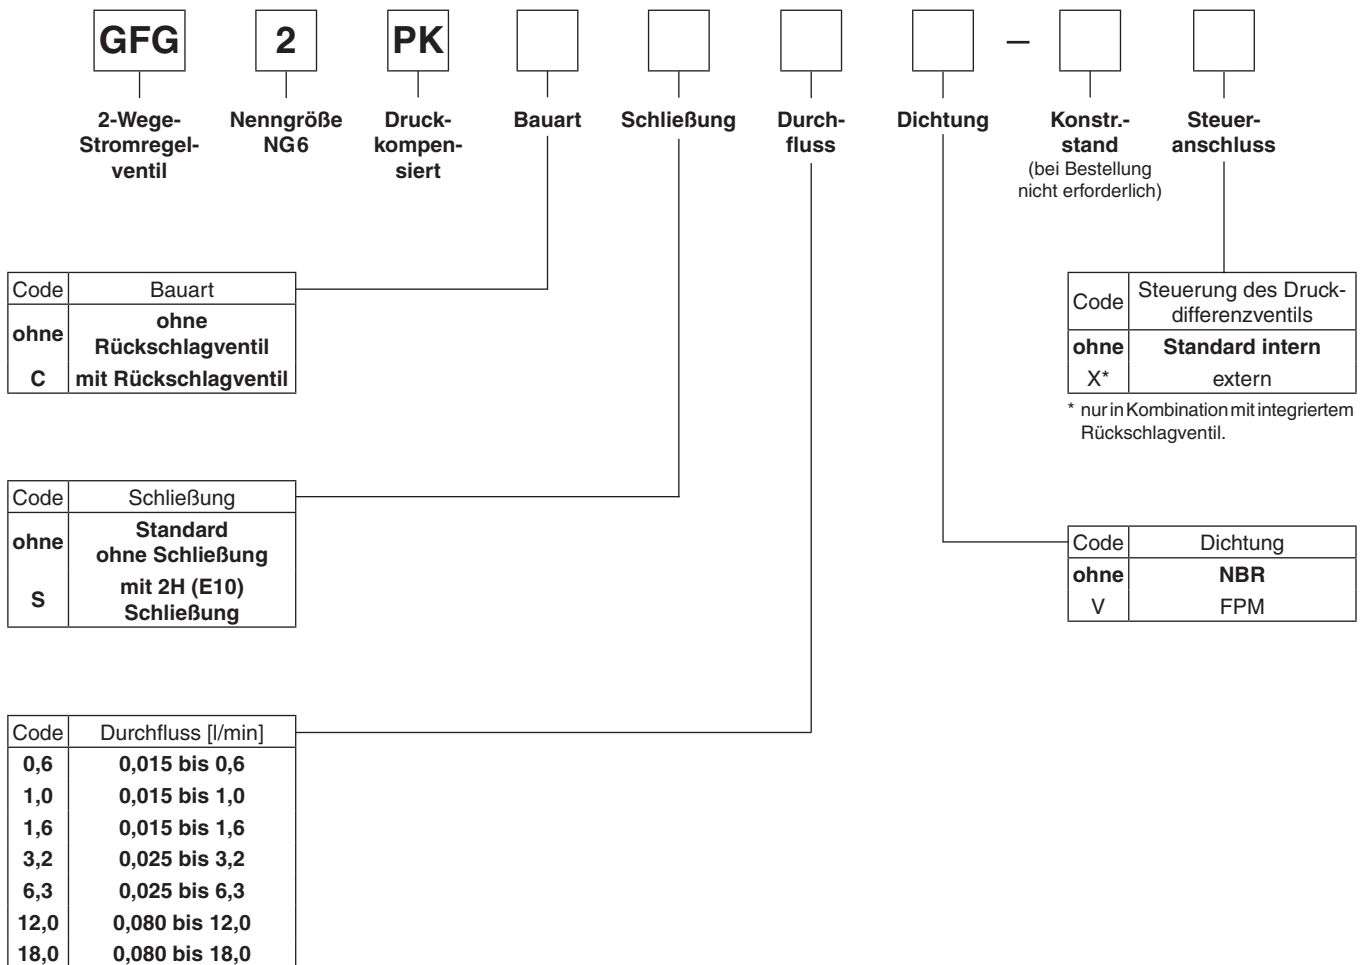 GFG 2 PK –
2-Wege-
Stromregel-
ventil
Nenngröße
NG6
Druck-
kompen-
siert
Bauart
Schließung
Durch-
fluss
Dichtung
Konstr.-
stand
(bei Bestellung
nicht erforderlich)
Steuer-
anschluss
Code Bauart
ohne ohne
Rückschlagventil
C mit Rückschlagventil
Code Steuerung des Druck-
differenzventils
ohne Standard intern
X* extern
* nur in Kombination mit integriertem
Rückschlagventil.
Code Schließung
ohne Standard
ohne Schließung
S mit 2H (E10)
Schließung
Code Dichtung
ohne NBR
V FPM
Code Durchfluss [l/min]
0,6 0,015 bis 0,6
1,0 0,015 bis 1,0
1,6 0,015 bis 1,6
3,2 0,025 bis 3,2
6,3 0,025 bis 6,3
12,0 0,080 bis 12,0
18,0 0,080 bis 18,0